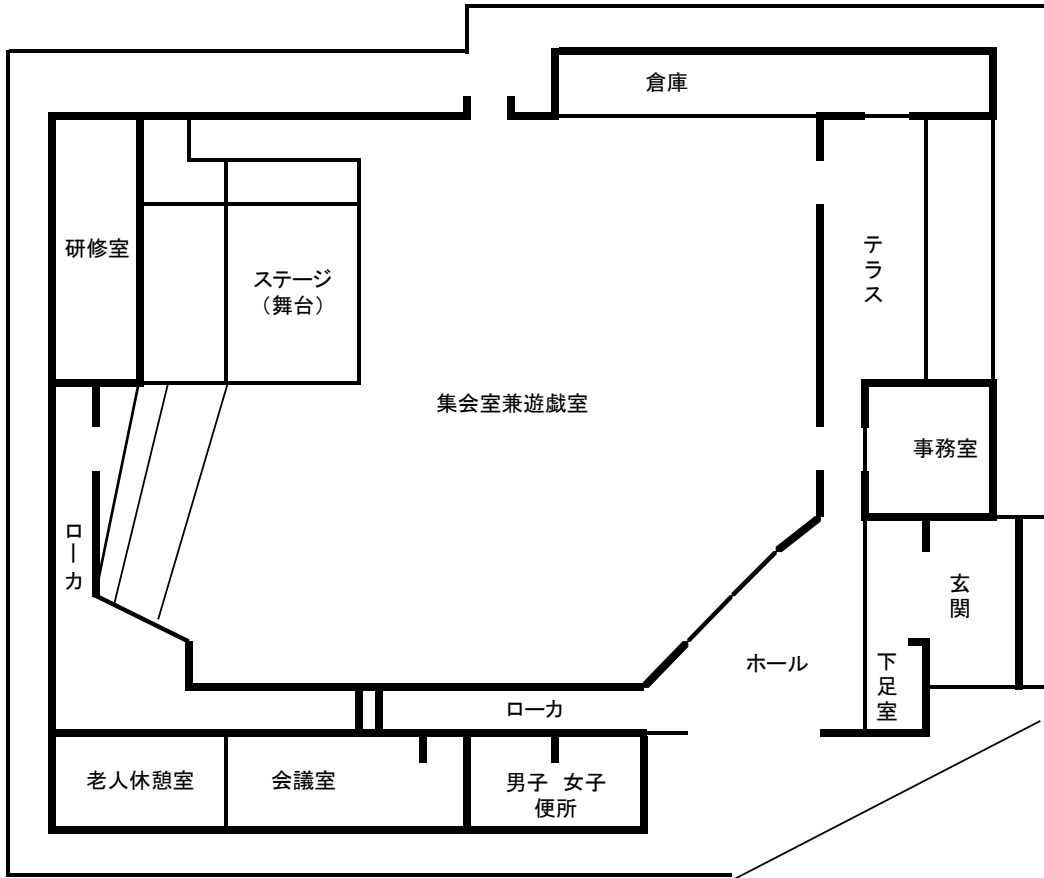 倉庫
研修室
テラス
ステージ
（舞台）
集会室兼遊戯室
事務室
ローカ
玄関
ホール
下足室
ローカ
老人休憩室
会議室
男子 女子
便所